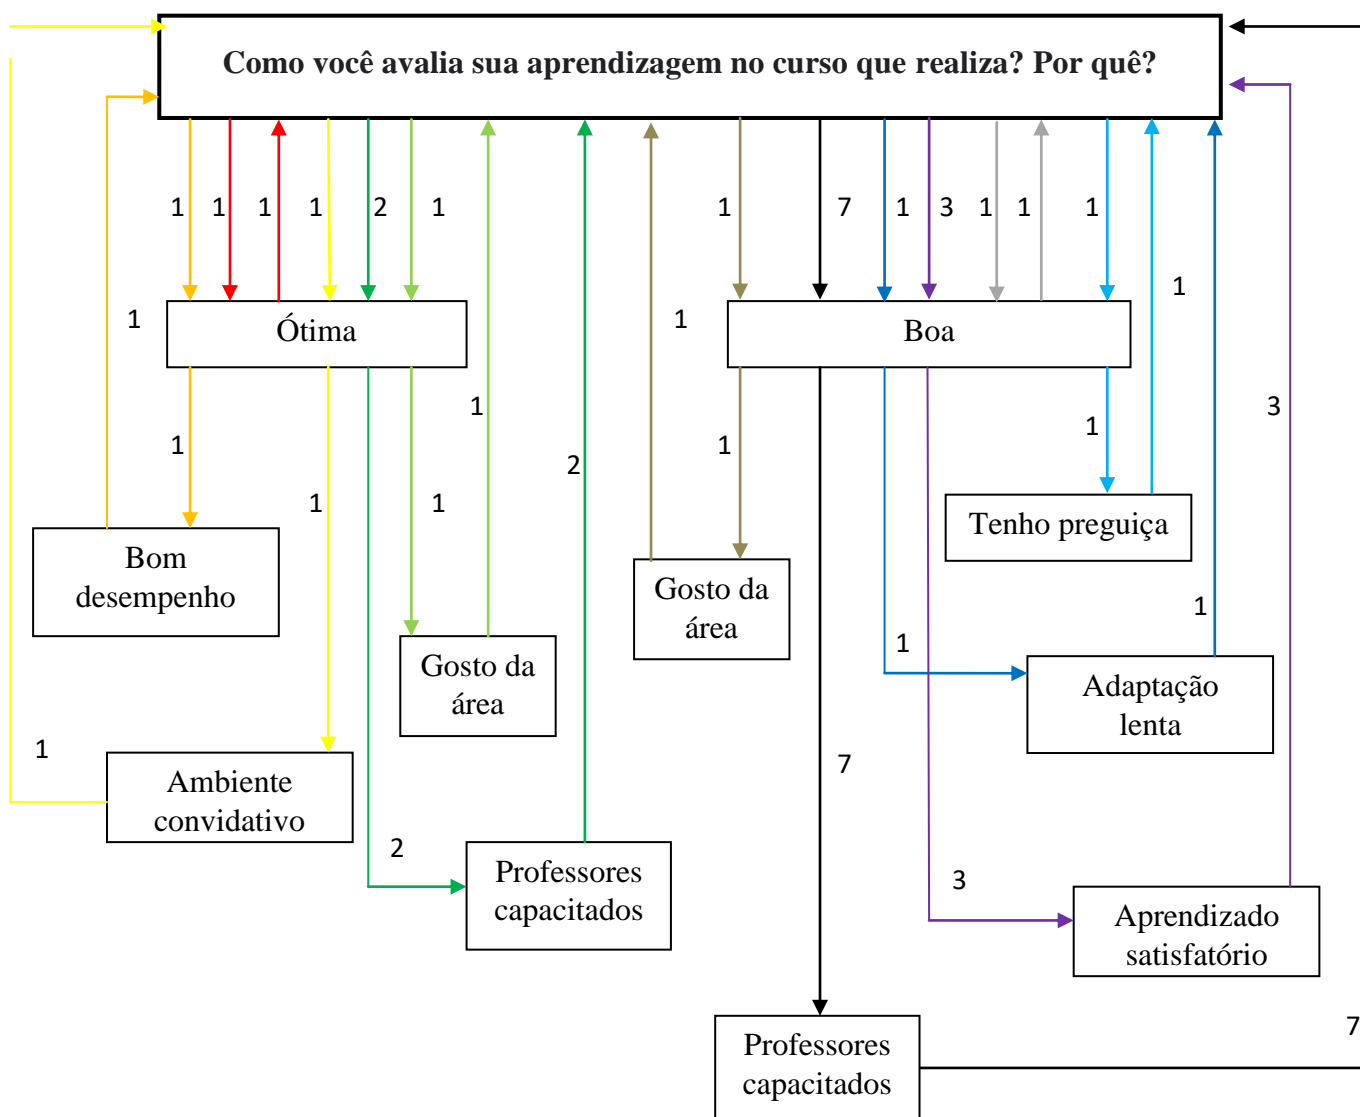 Como você avalia sua aprendizagem no curso que realiza? Por quê?
1 1 1 1 2 1 1 7 1 3 1 1 1
1
1
1
Ótima
Boa
1
3
1
1
1
1
2
1
1
Tenho preguiça
Bom
desempenho
Gosto da
área
1
1
Gosto da
área
Adaptação
lenta
1
7
Ambiente
convidativo
2
Professores
capacitados
3
Aprendizado
satisfatório
7
Professores
capacitados